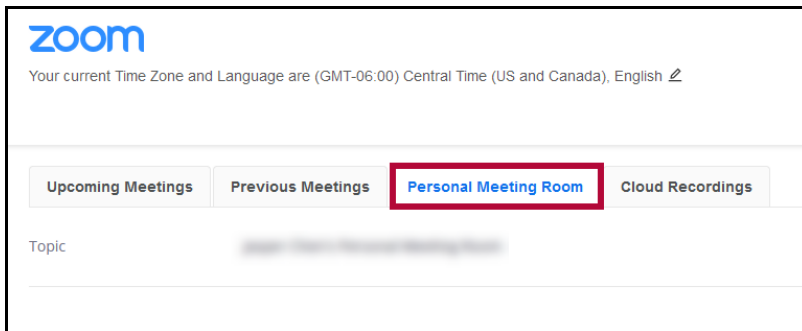 zoom
Your current Time Zone and Language are (GMT-06:00) Central Time (US and Canada), English
Upcoming Meetings Previous Meetings Personal Meeting Room Cloud Recordings
Topic